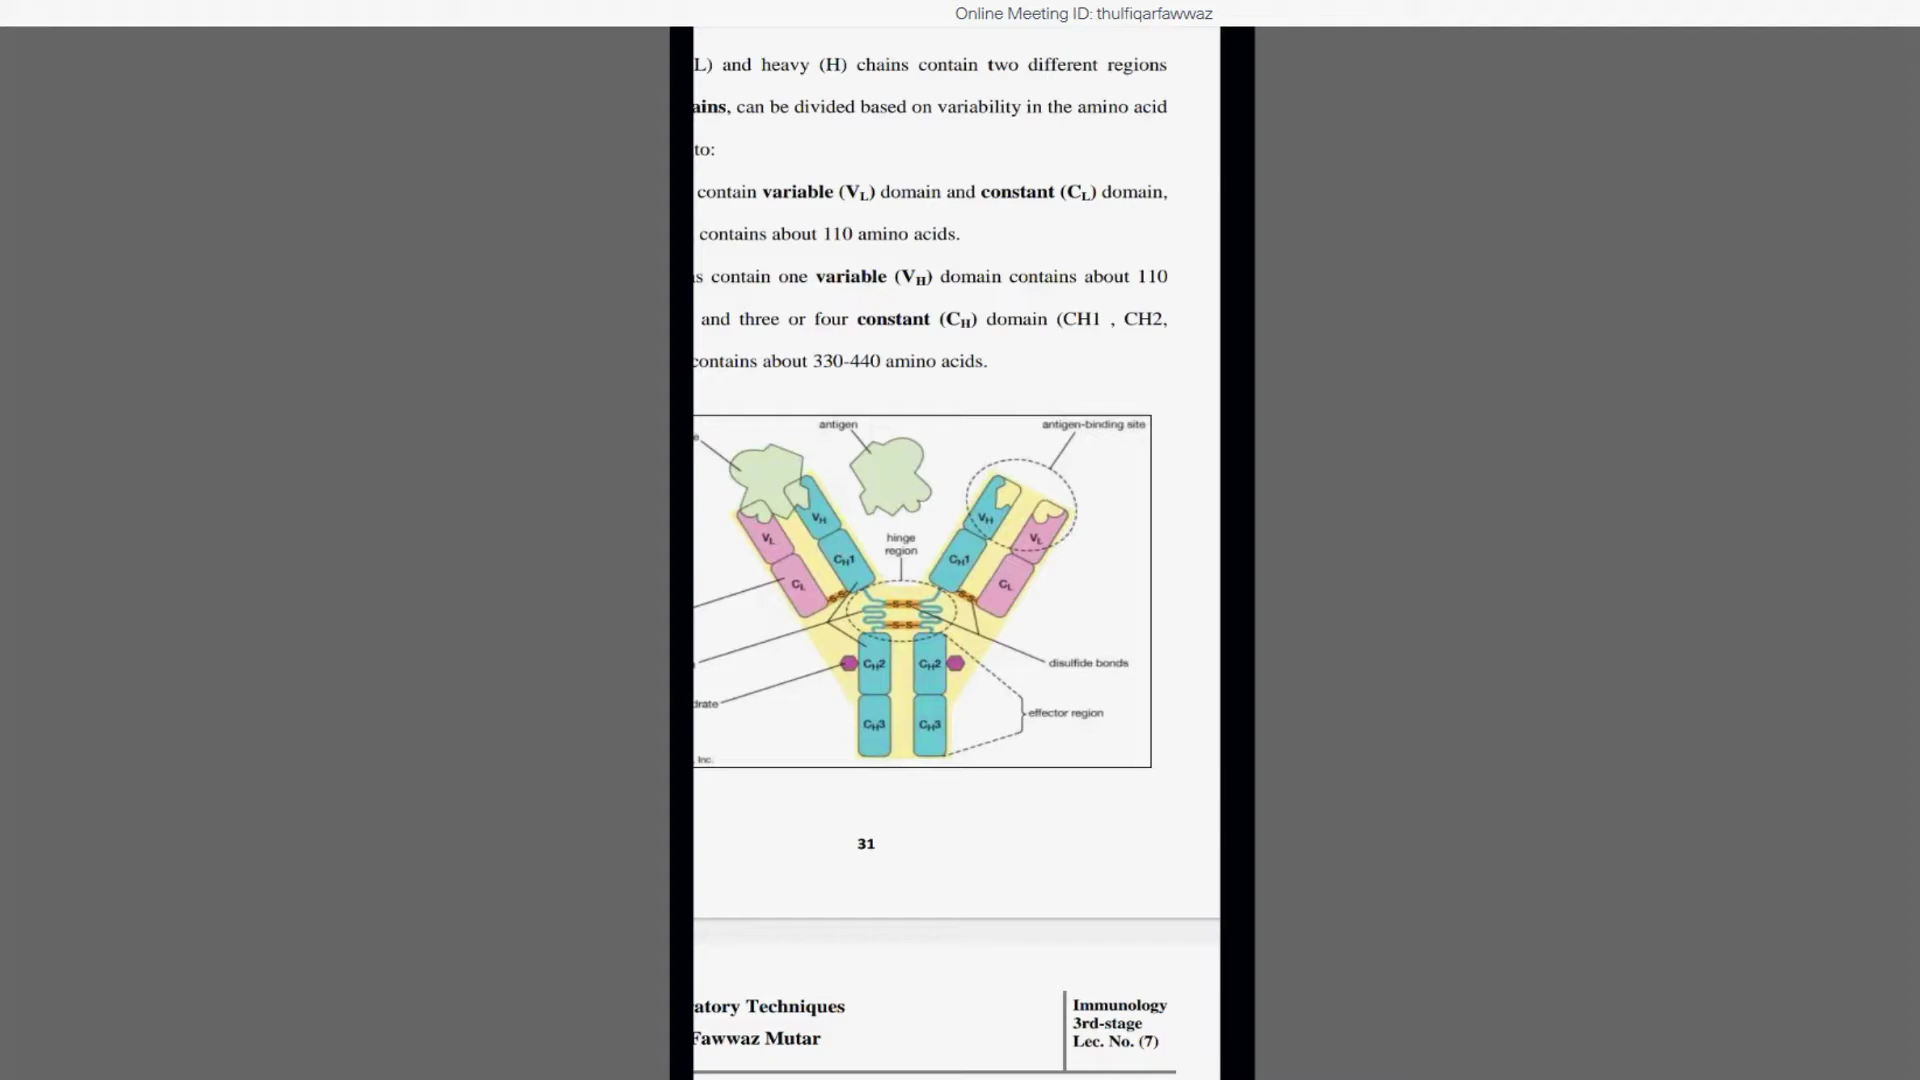 Online Meeting ID: thulfiqarfawwaz
L) and heavy (H) chains contain two different regions
ains, can be divided based on variability in the amino acid
to:
contain variable (VL) domain and constant (CL) domain,
contains about 110 amino acids.
s contain one variable (VH) domain contains about 110
and three or four constant (CH) domain (CH1 , CH2,
contains about 330-440 amino acids.
e
antigen
antigen-binding site
VH
VH
VL
hinge
region
VL
CH1
CH1
CL
CL
S-S
S-S
-S-S-
-S-S-
CH2
CH2
disulfide bonds
drate
effector region
CH3
CH3
, Inc.
31
atory Techniques
Fawwaz Mutar
Immunology
3rd-stage
Lec. No. (7)